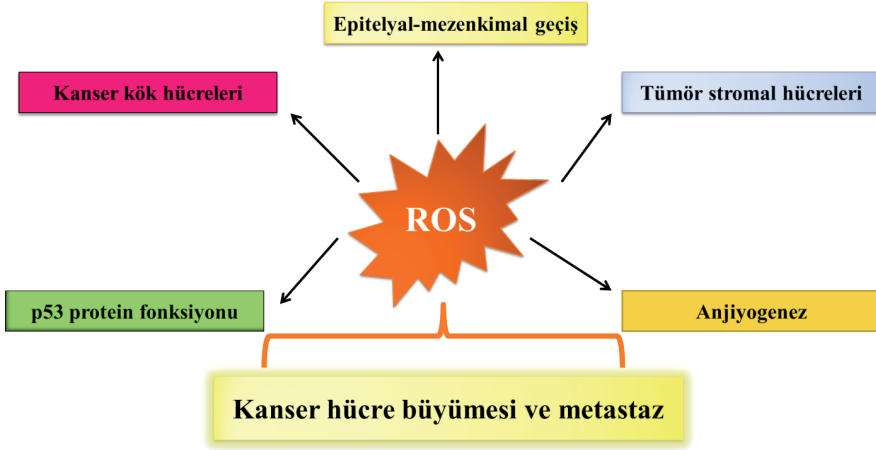 Epitelyal-mezenkimal geçiş
Kanser kök hücreleri
Tümör stromal hücreleri
ROS
p53 protein fonksiyonu
Anjiyogenez
Kanser hücre büyümesi ve metastaz